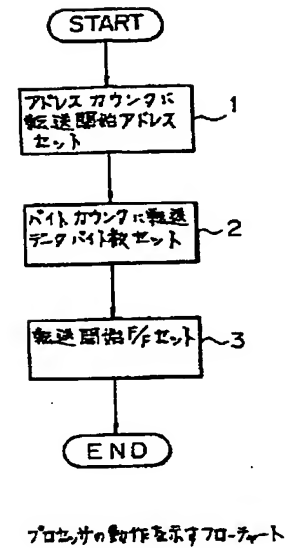 START
アドレスカウンタに
転送開始アドレス
セット
1
バイトカウンタに転送
データバイト数セット
2
転送開始F/Fセット
3
END
プロセッサの動作を示すフローチャート